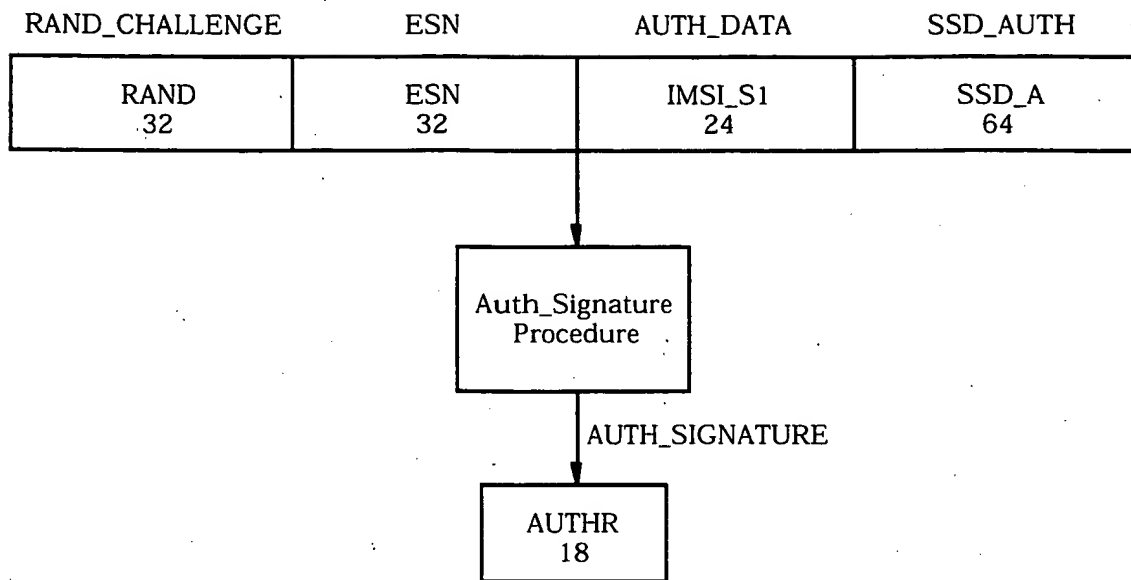 RAND_CHALLENGE ESN AUTH_DATA SSD_AUTH
RAND ESN IMSI_S1 SSD_A
32 32 24 64
Auth_Signature
Procedure
AUTH_SIGNATURE
AUTHR
18